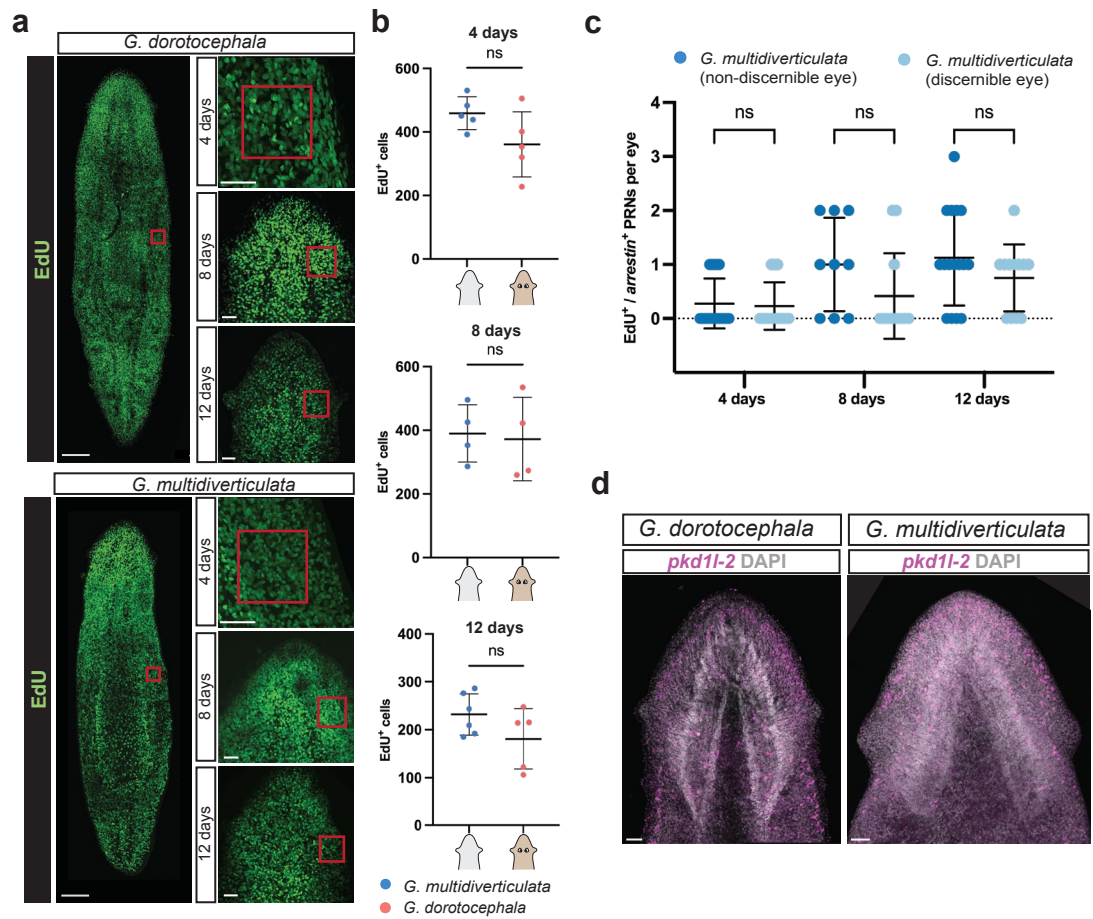 a
G. dorotocephala
EdU
4 days
8 days
12 days
G. multidiverticulata
EdU
4 days
8 days
12 days
b
4 days
ns
600
400
200
0
EdU+ cells
8 days
ns
600
400
200
0
EdU+ cells
12 days
ns
400
300
200
100
0
EdU+ cells
G. multidiverticulata
G. dorotocephala
c
G. multidiverticulata
(non-discernible eye)
G. multidiverticulata
(discernible eye)
EdU+ / arrestin+ PRNs per eye
4
3
2
1
0
ns
ns
ns
4 days
8 days
12 days
d
G. dorotocephala
G. multidiverticulata
pkd1l-2 DAPI
pkd1l-2 DAPI